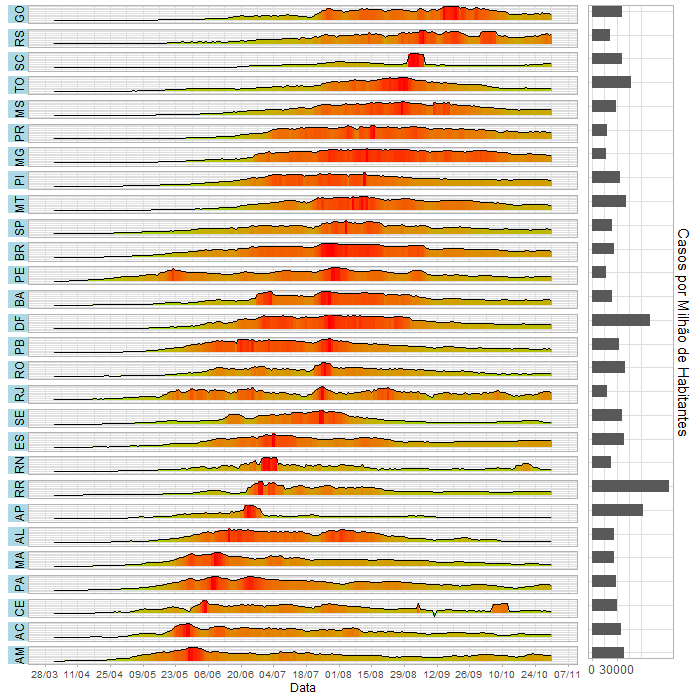 GO
RS
SC
TO
MS
PR
MG
PI
MT
SP
BR
PE
BA
DF
PB
RO
RJ
SE
ES
RN
RR
AP
AL
MA
PA
CE
AC
AM
28/03 11/04 25/04 09/05 23/05 06/06 20/06 04/07 18/07 01/08 15/08 29/08 12/09 26/09 10/10 24/10 07/11
Data
0 30000
Casos por Milhão de Habitantes